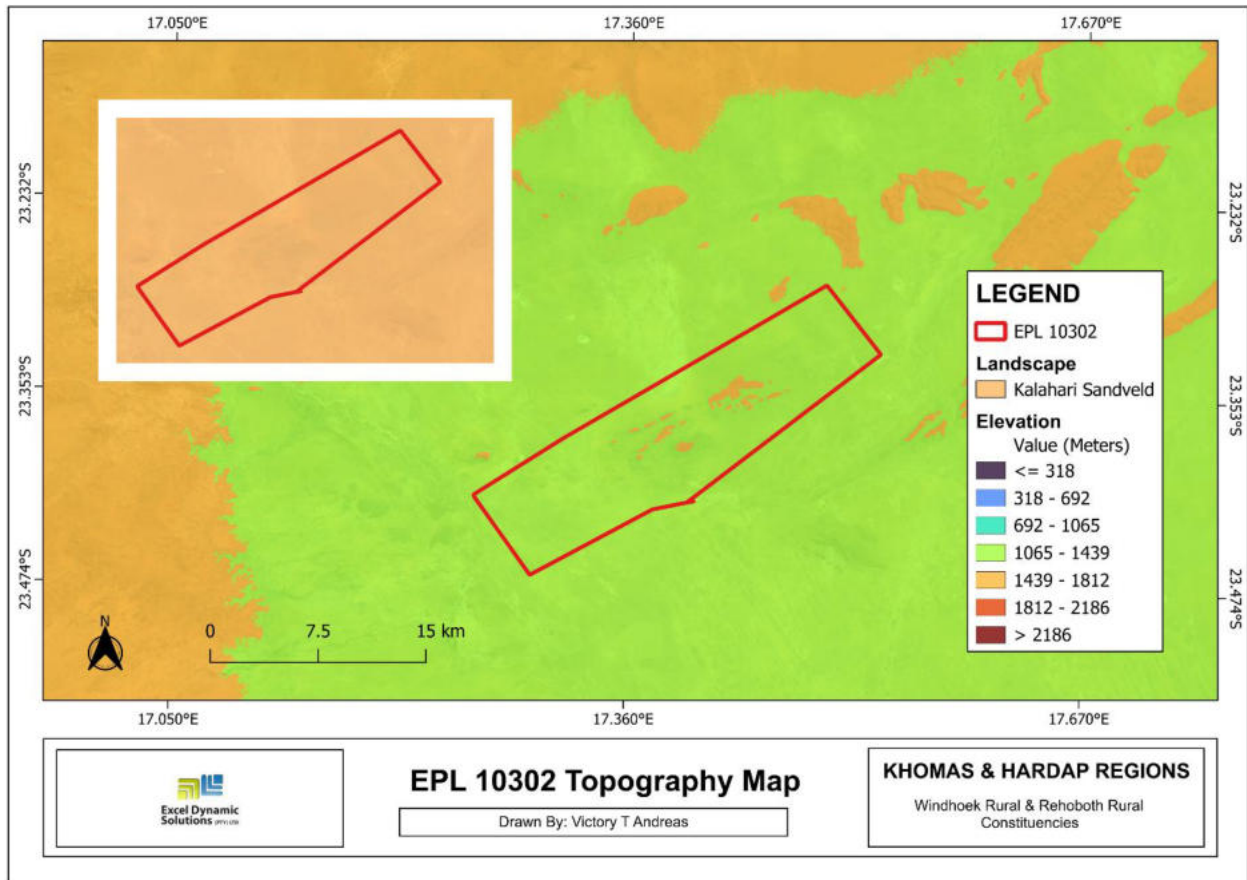 17.050°E
17.360°E
17.670°E
23.232°S
23.353°S
23.474°S
23.232°S
23.353°S
23.474°S
LEGEND
EPL 10302
Landscape
Kalahari Sandveld
Elevation
Value (Meters)
<= 318
318 - 692
692 - 1065
1065 - 1439
1439 - 1812
1812 - 2186
> 2186
N
0 7.5 15 km
17.050°E
17.360°E
17.670°E
Excel Dynamic
Solutions (PTY) LTD
EPL 10302 Topography Map
Drawn By: Victory T Andreas
KHOMAS & HARDAP REGIONS
Windhoek Rural & Rehoboth Rural
Constituencies